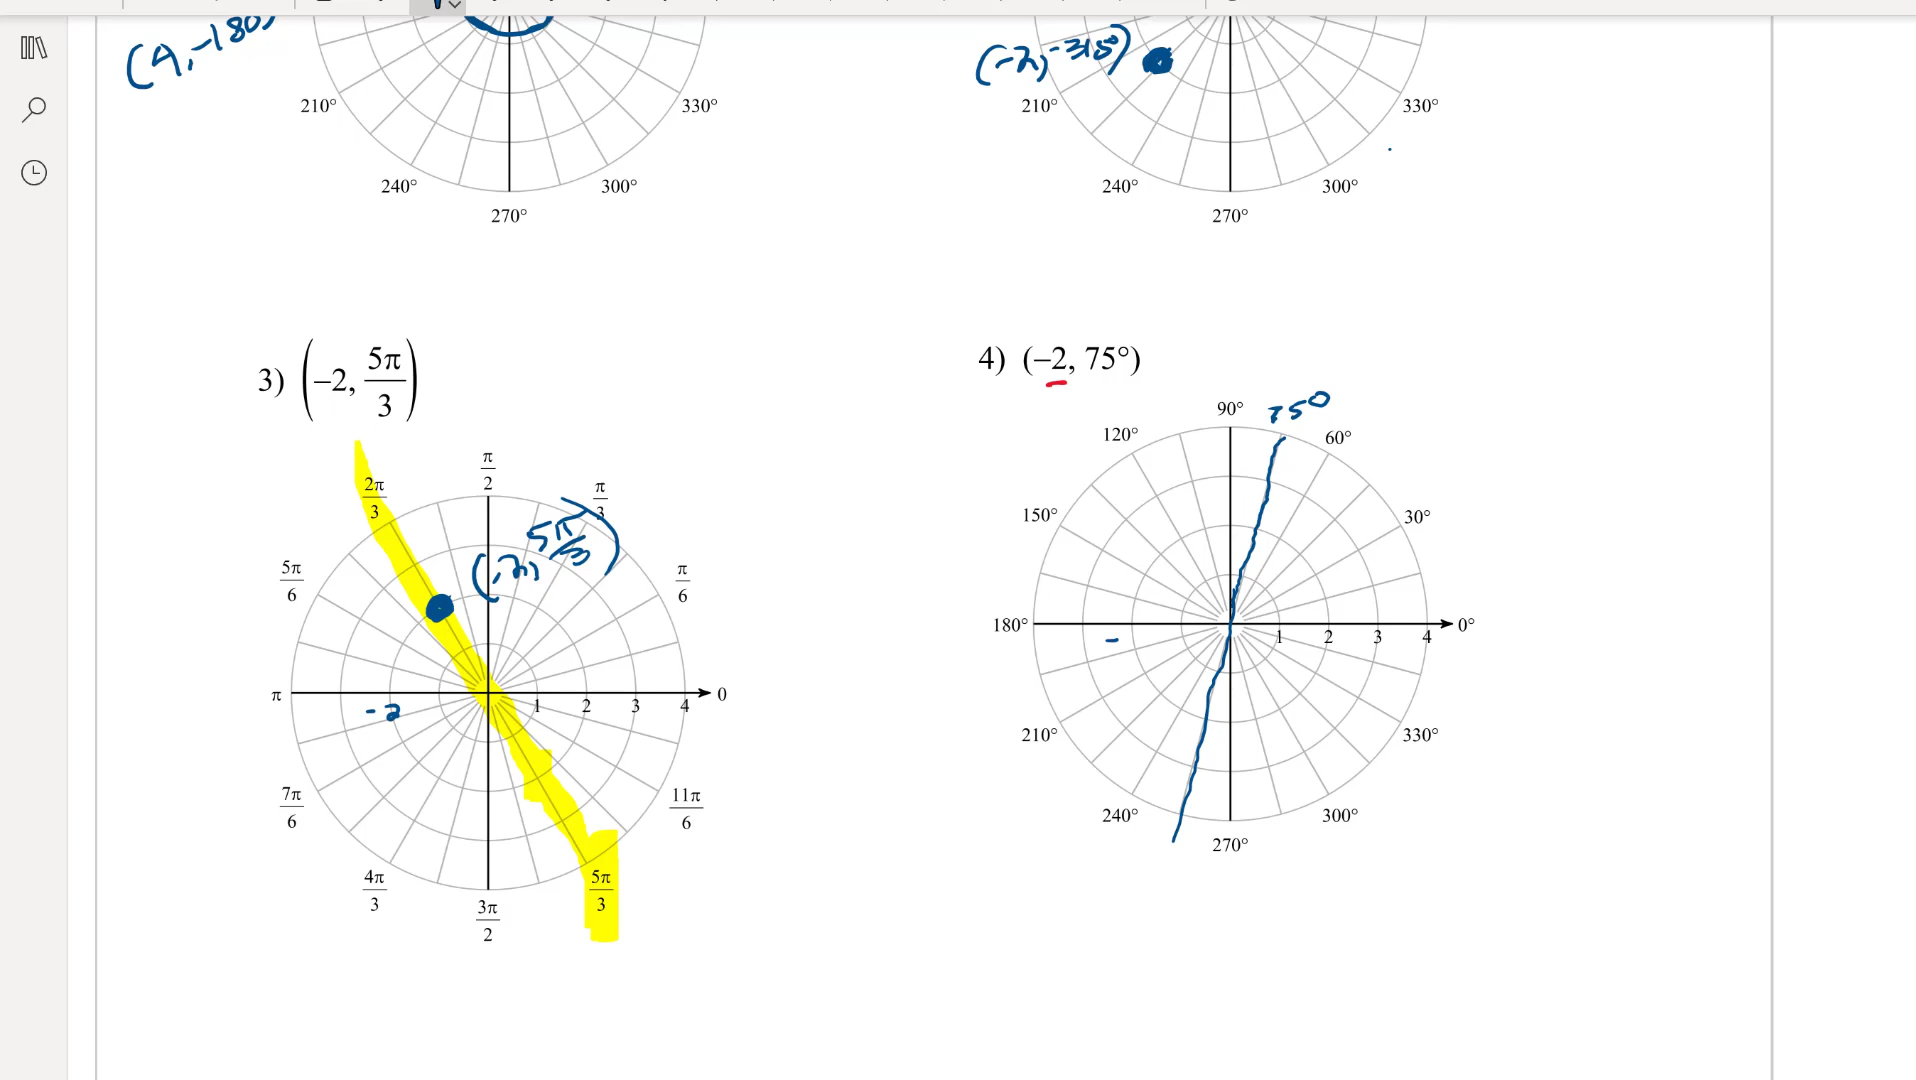 (4, -180)
210°
330°
240°
300°
270°
(-2, -315°)
210°
330°
240°
300°
270°
3) (−2, 5π/3)
π/2
2π/3
π/3
5π/6
π/6
(-2, 5π/3)
π
0
1 2 3 4
-2
7π/6
11π/6
4π/3
5π/3
3π/2
4) (−2, 75°)
90°
75°
120°
60°
150°
30°
180°
0°
1 2 3 4
-
210°
330°
240°
300°
270°